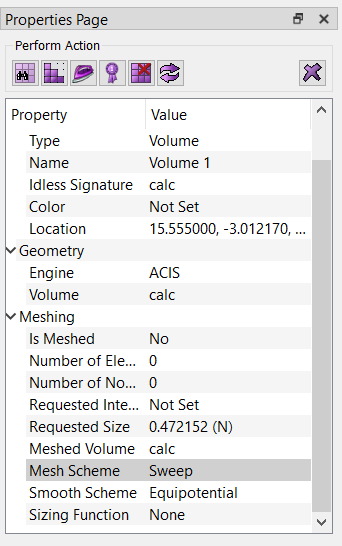 Properties Page
Perform Action
Property Value
Type Volume
Name Volume 1
Idless Signature calc
Color Not Set
Location 15.555000, -3.012170, ...
Geometry
Engine ACIS
Volume calc
Meshing
Is Meshed No
Number of Ele... 0
Number of No... 0
Requested Inte... Not Set
Requested Size 0.472152 (N)
Meshed Volume calc
Mesh Scheme Sweep
Smooth Scheme Equipotential
Sizing Function None